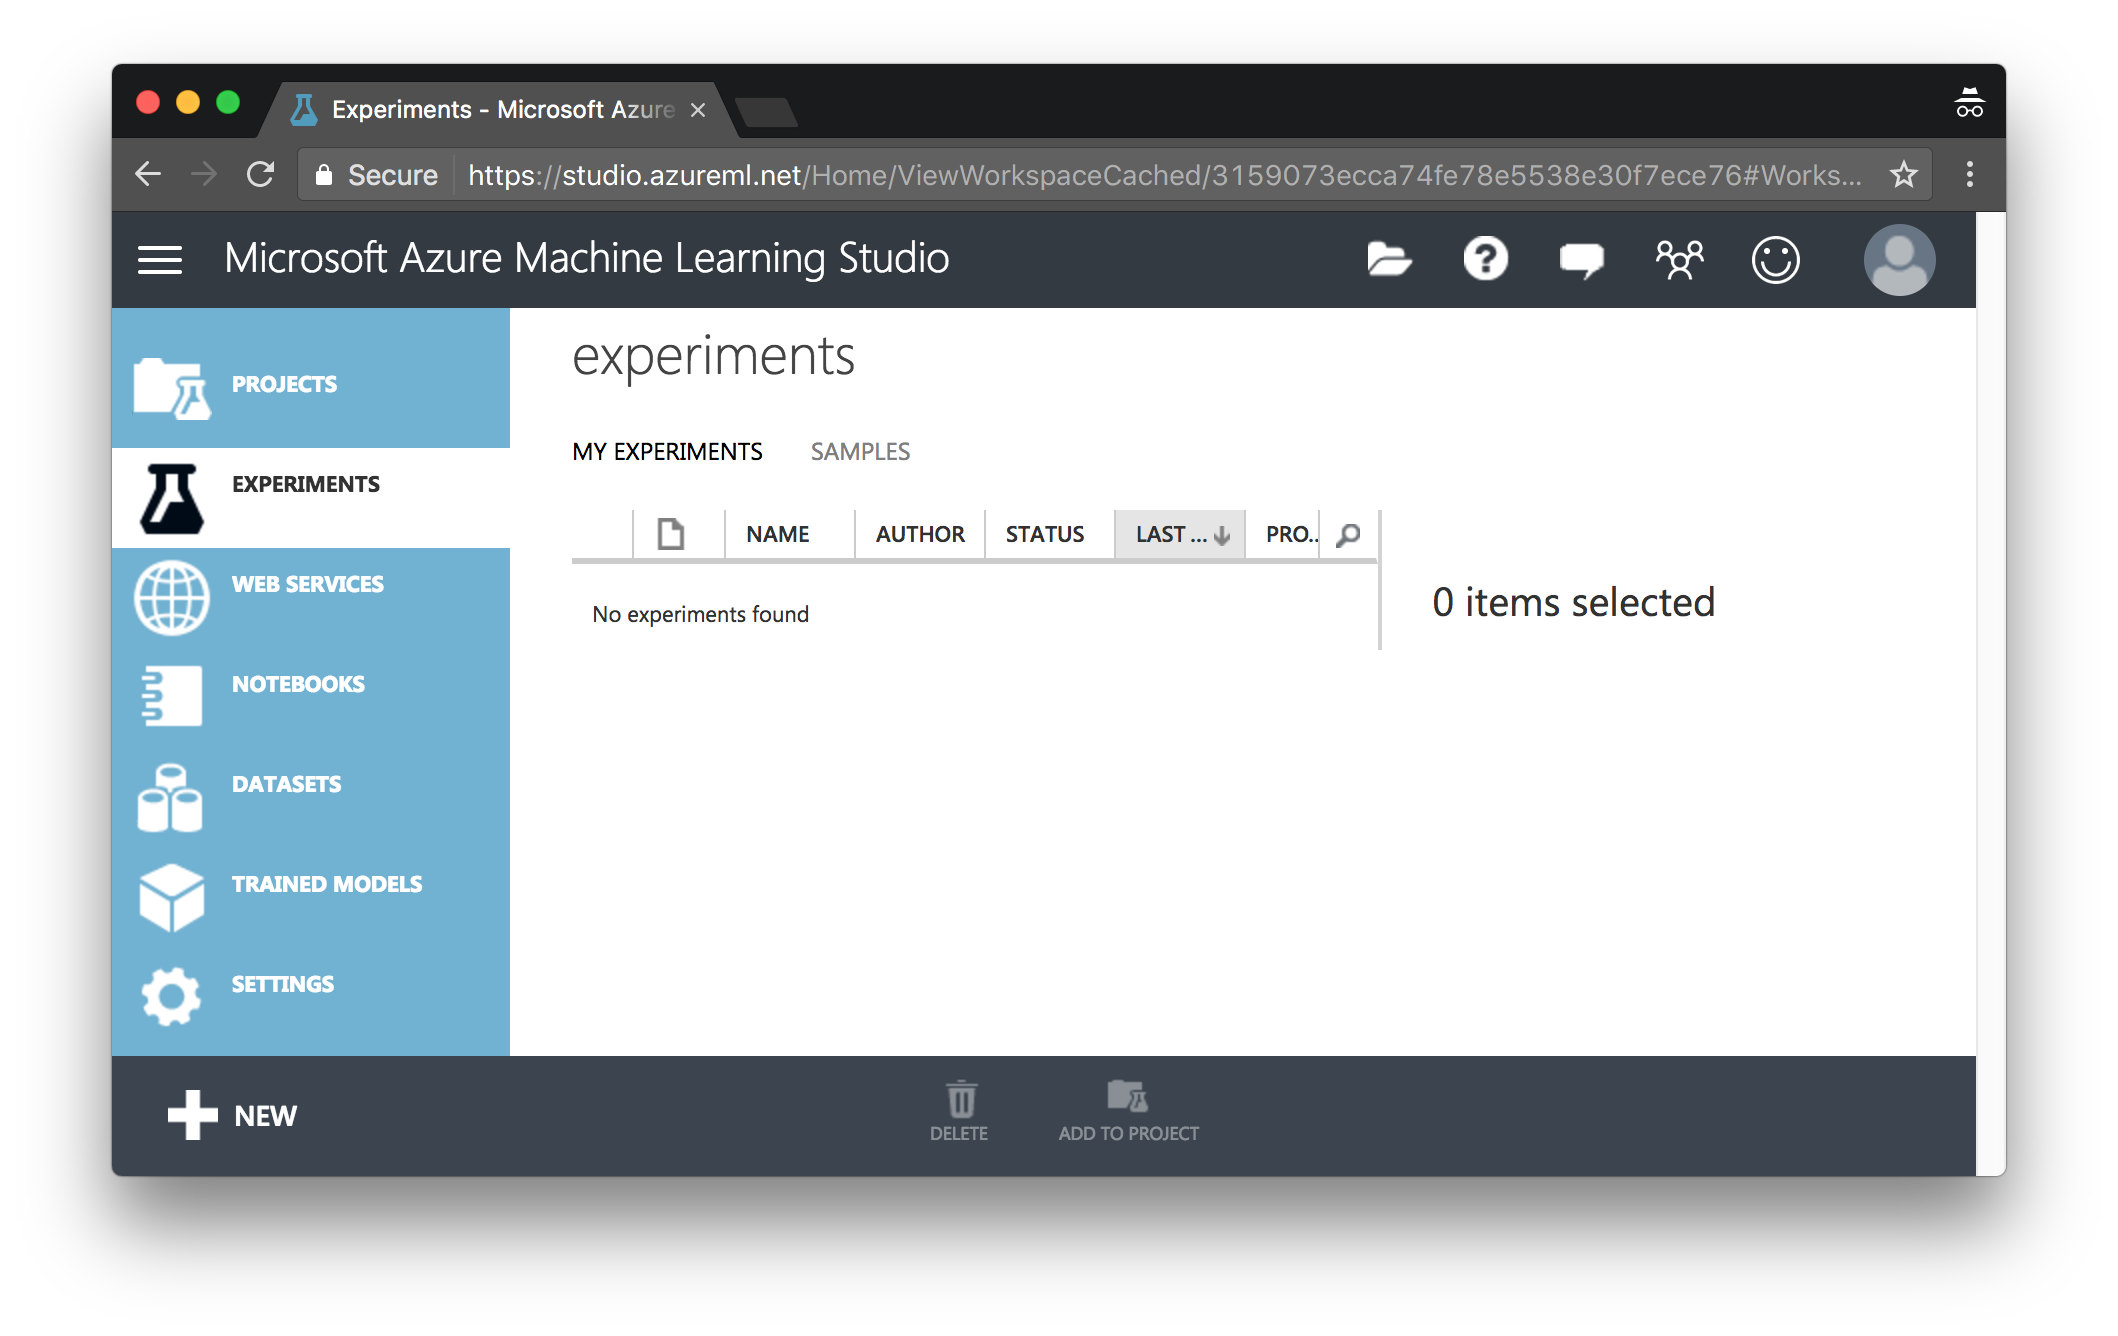 Experiments - Microsoft Azure
Secure
https://studio.azureml.net/Home/ViewWorkspaceCached/3159073ecca74fe78e5538e30f7ece76#Works...
Microsoft Azure Machine Learning Studio
PROJECTS
EXPERIMENTS
WEB SERVICES
NOTEBOOKS
DATASETS
TRAINED MODELS
SETTINGS
experiments
MY EXPERIMENTS
SAMPLES
NAME
AUTHOR
STATUS
LAST ...
PRO..
No experiments found
0 items selected
NEW
DELETE
ADD TO PROJECT